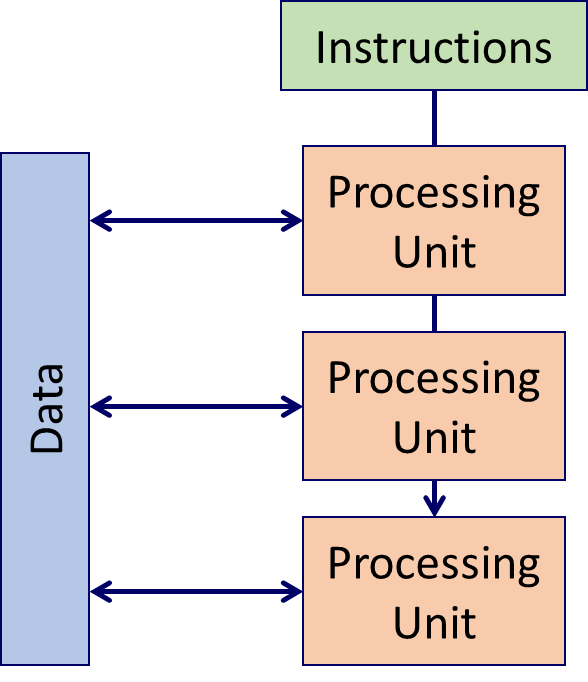 Instructions
Processing
Unit
Data
Processing
Unit
Processing
Unit